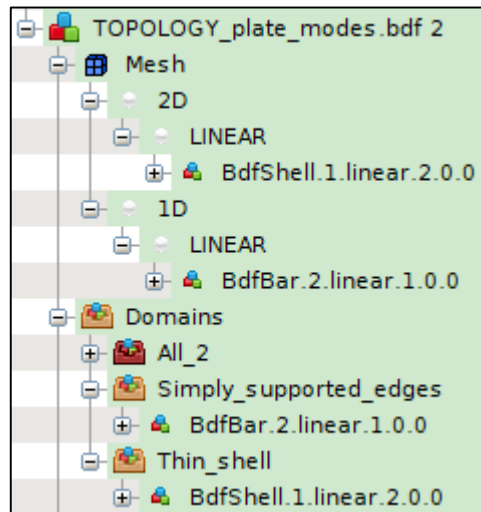 TOPOLOGY_plate_modes.bdf 2
Mesh
2D
LINEAR
BdfShell.1.linear.2.0.0
1D
LINEAR
BdfBar.2.linear.1.0.0
Domains
All_2
Simply_supported_edges
BdfBar.2.linear.1.0.0
Thin_shell
BdfShell.1.linear.2.0.0